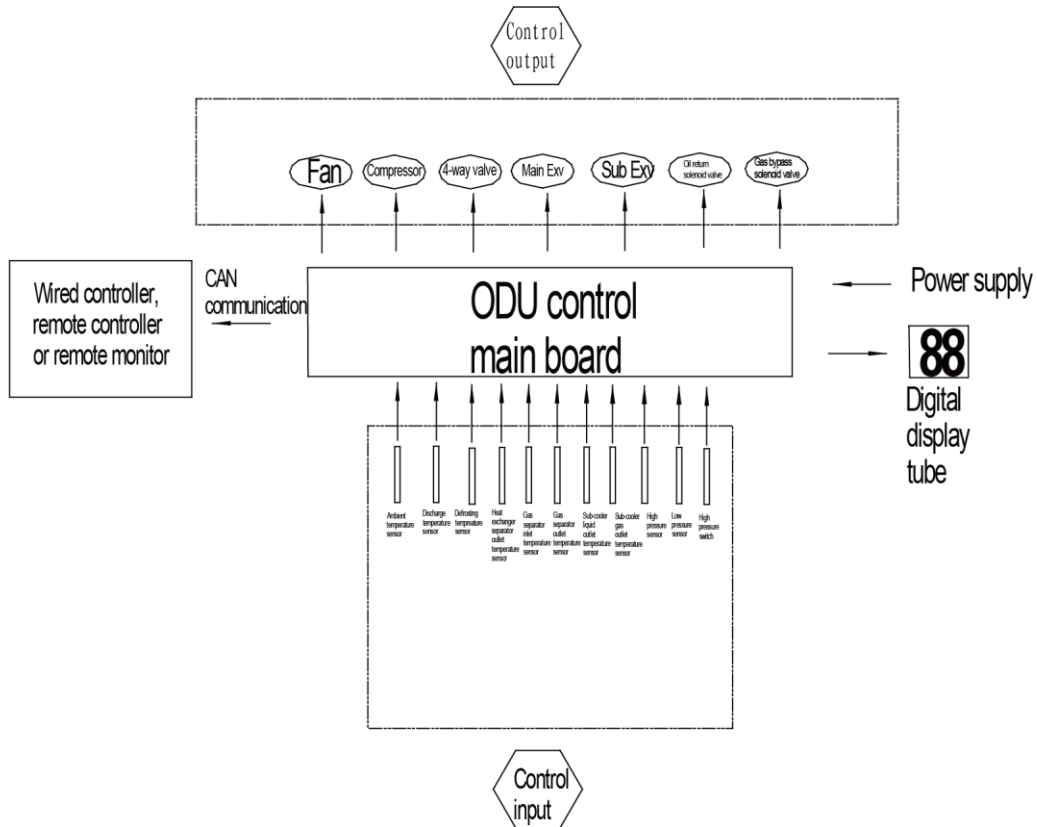 Control
output
Fan
Compressor
4-way valve
Main Exv
Sub Exv
Oil return
solenoid valve
Gas bypass
solenoid valve
Wired controller,
remote controller
or remote monitor
CAN
communication
ODU control
main board
Power supply
88
Digital
display
tube
Ambient
temperature
sensor
Discharge
temperature
sensor
Defrosting
tempreature
sensor
Heat
exchanger
separator
outlet
temperature
sensor
Gas
separator
inlet
temperature
sensor
Gas
separator
outlet
temperature
sensor
Sub-cooler
liquid
outlet
temperature
sensor
Sub-cooler
gas
outlet
temperature
sensor
High
pressure
sensor
Low
pressure
sensor
High
pressure
switch
Control
input